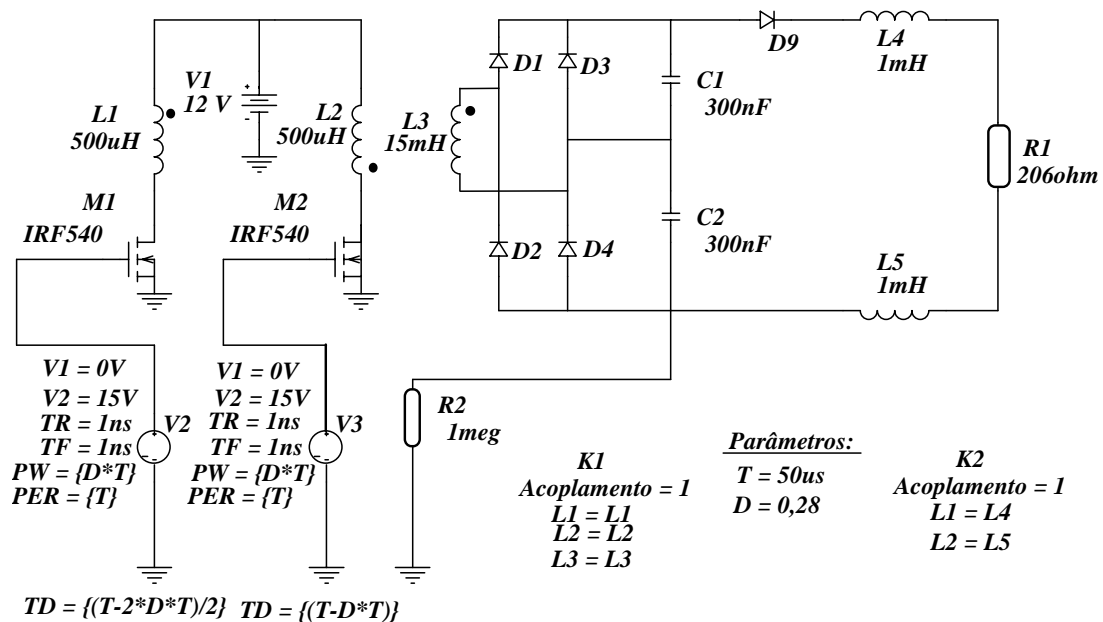 V1
12 V
L1
500uH
L2
500uH
L3
15mH
D1
D3
D2
D4
C1
300nF
C2
300nF
D9
L4
1mH
R1
206ohm
L5
1mH
M1
IRF540
M2
IRF540
V1 = 0V
V2 = 15V
TR = 1ns
TF = 1ns
PW = {D*T}
PER = {T}
V2
V1 = 0V
V2 = 15V
TR = 1ns
TF = 1ns
PW = {D*T}
PER = {T}
V3
TD = {(T-2*D*T)/2}
TD = {(T-D*T)}
R2
1meg
K1
Acoplamento = 1
L1 = L1
L2 = L2
L3 = L3
Parâmetros:
T = 50us
D = 0,28
K2
Acoplamento = 1
L1 = L4
L2 = L5